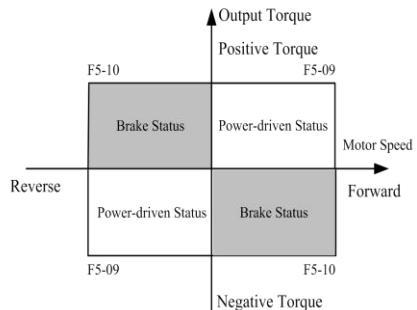 Output Torque
Positive Torque
F5-10
F5-09
Brake Status
Power-driven Status
Motor Speed
Reverse
Forward
Power-driven Status
Brake Status
F5-09
F5-10
Negative Torque